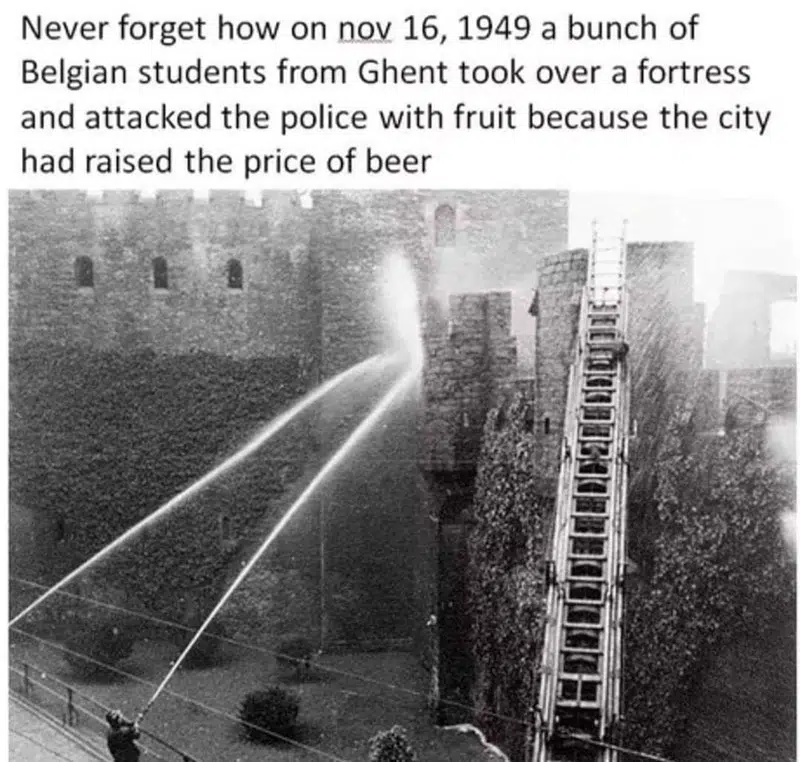 Never forget how on nov 16, 1949 a bunch of
Belgian students from Ghent took over a fortress
and attacked the police with fruit because the city
had raised the price of beer